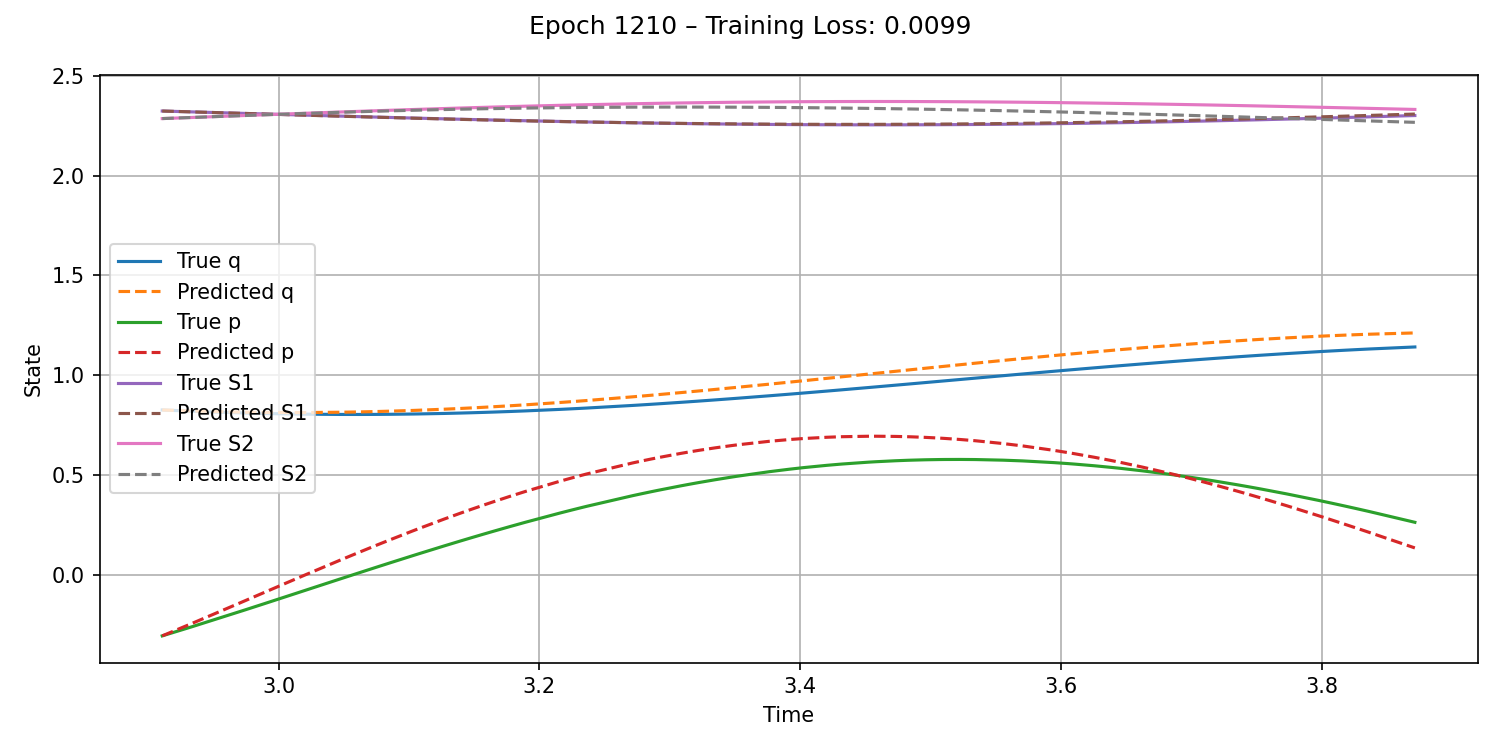 Epoch 1210 – Training Loss: 0.0099
2.5
2.0
1.5
1.0
0.5
0.0
State
True q
Predicted q
True p
Predicted p
True S1
Predicted S1
True S2
Predicted S2
3.0 3.2 3.4 3.6 3.8
Time